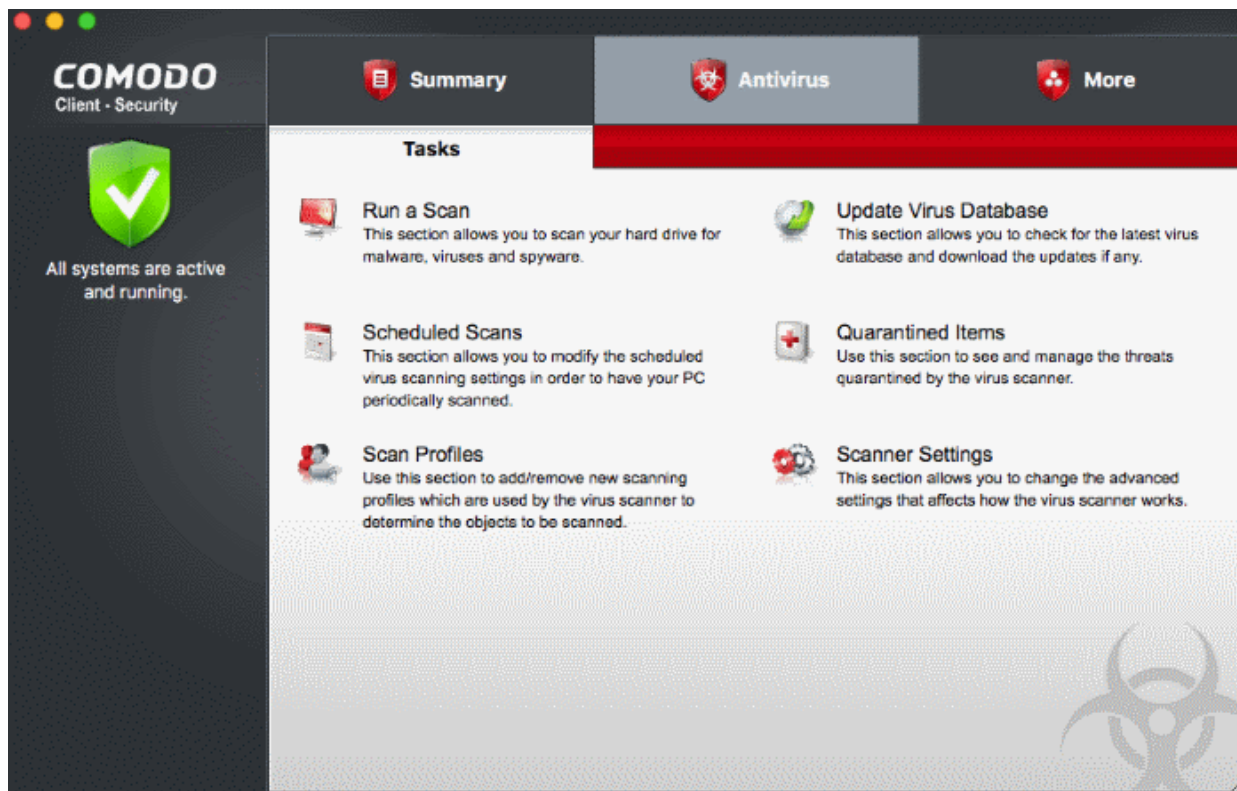 COMODO
Client - Security
Summary
Antivirus
More
Tasks
All systems are active
and running.
Run a Scan
This section allows you to scan your hard drive for
malware, viruses and spyware.
Update Virus Database
This section allows you to check for the latest virus
database and download the updates if any.
Scheduled Scans
This section allows you to modify the scheduled
virus scanning settings in order to have your PC
periodically scanned.
Quarantined Items
Use this section to see and manage the threats
quarantined by the virus scanner.
Scan Profiles
Use this section to add/remove new scanning
profiles which are used by the virus scanner to
determine the objects to be scanned.
Scanner Settings
This section allows you to change the advanced
settings that affects how the virus scanner works.